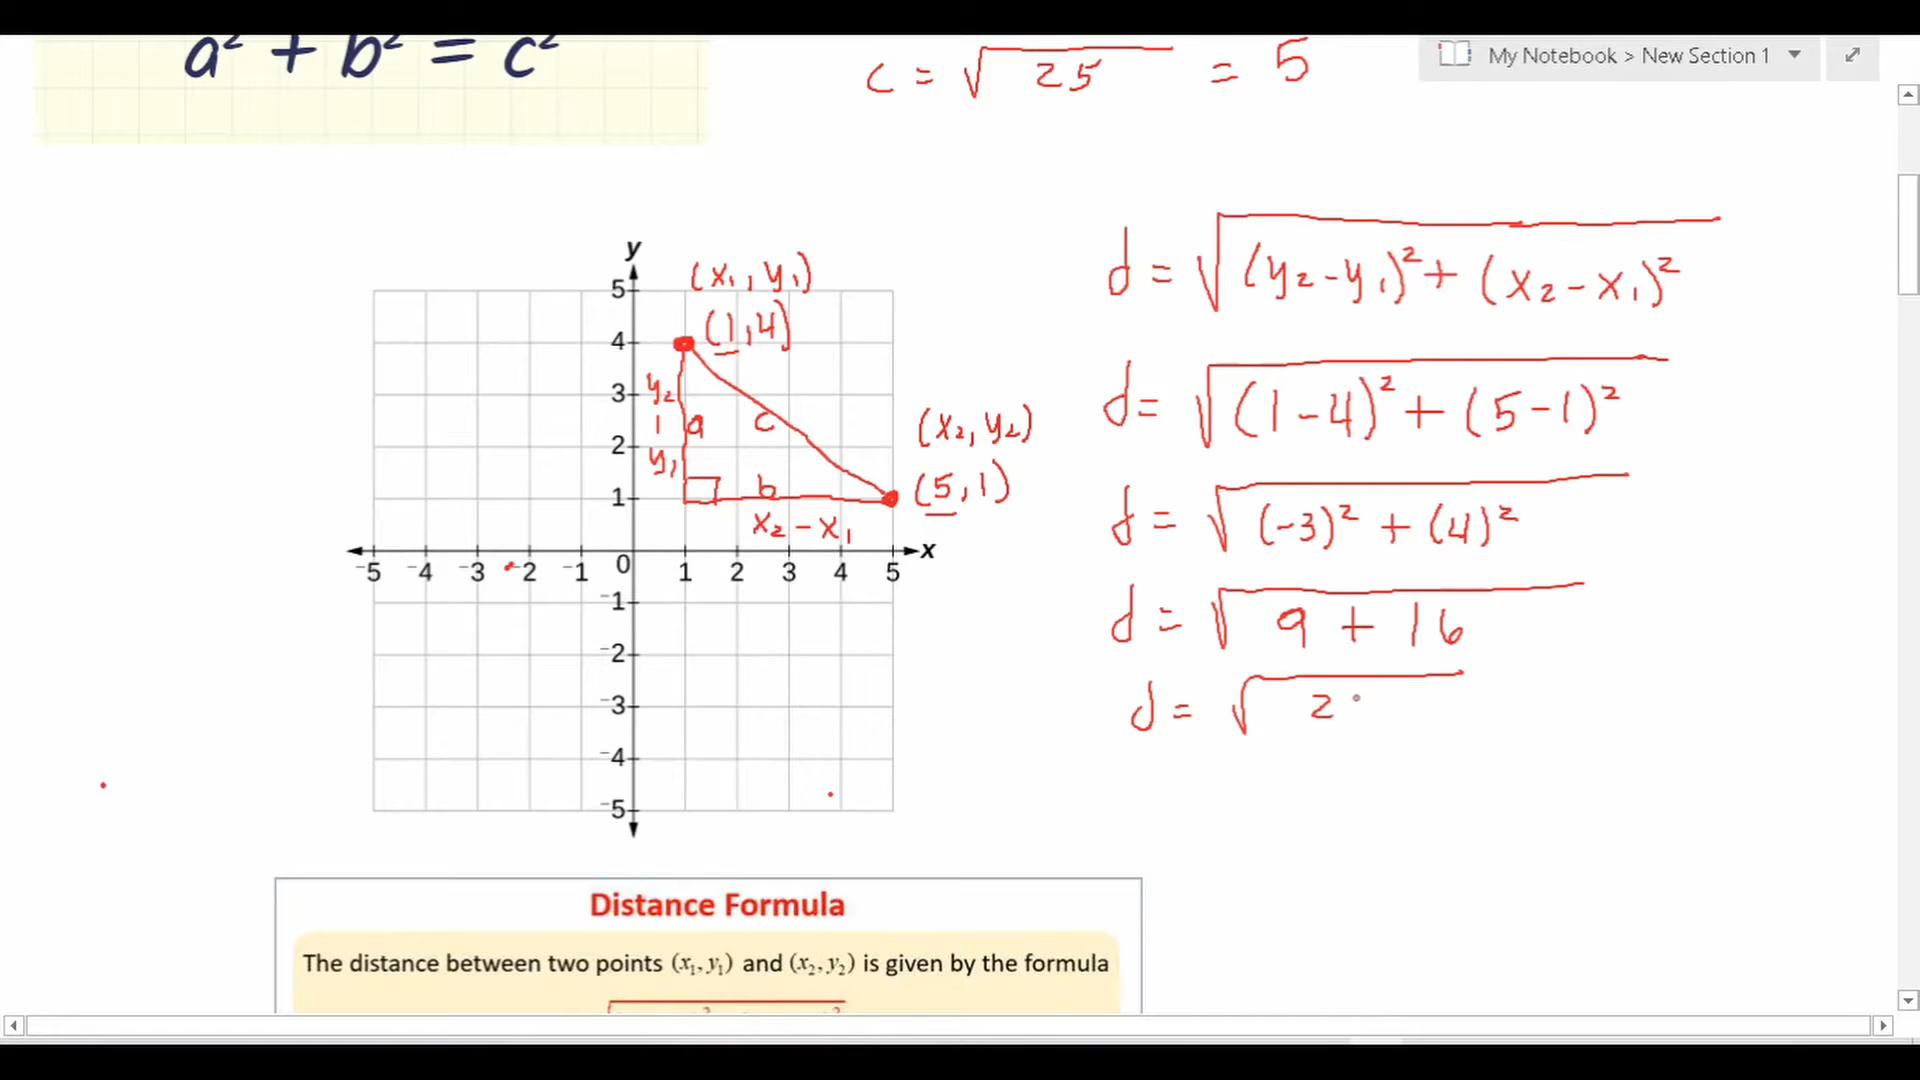 a² + b² = c²
c = √25 = 5
My Notebook > New Section 1
d = √(y₂-y₁)² + (x₂-x₁)²
d = √(1-4)² + (5-1)²
d = √(-3)² + (4)²
d = √9 + 16
d = √2
y
(x₁, y₁)
(1,4)
5
4
3
2
1
y₂
-
y₁
a
c
b
x₂ - x₁
(x₂, y₂)
(5,1)
x
-5 -4 -3 -2 -1 0 1 2 3 4 5
-1
-2
-3
-4
-5
Distance Formula
The distance between two points (x₁, y₁) and (x₂, y₂) is given by the formula